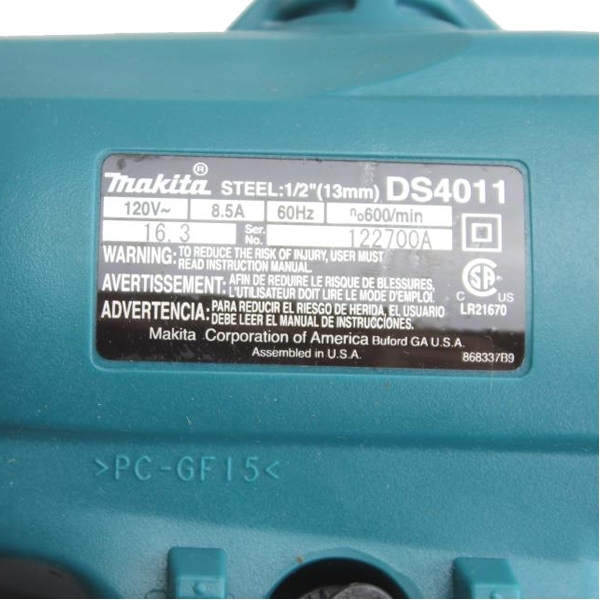 Makita® STEEL:1/2"(13mm) DS4011
120V~ 8.5A 60Hz n₀600/min
16.3 Ser. No. 122700A
WARNING: TO REDUCE THE RISK OF INJURY, USER MUST
READ INSTRUCTION MANUAL.
AVERTISSEMENT: AFIN DE REDUIRE LE RISQUE DE BLESSURES,
L'UTILISATEUR DOIT LIRE LE MODE D'EMPLOI.
ADVERTENCIA: PARA REDUCIR EL RIESGO DE HERIDA, EL USUARIO
DEBE LEER EL MANUAL DE INSTRUCCIONES.
C SA US
LR21670
Makita Corporation of America Buford GA U.S.A.
Assembled in U.S.A. 868337B9
>PC-GF15<